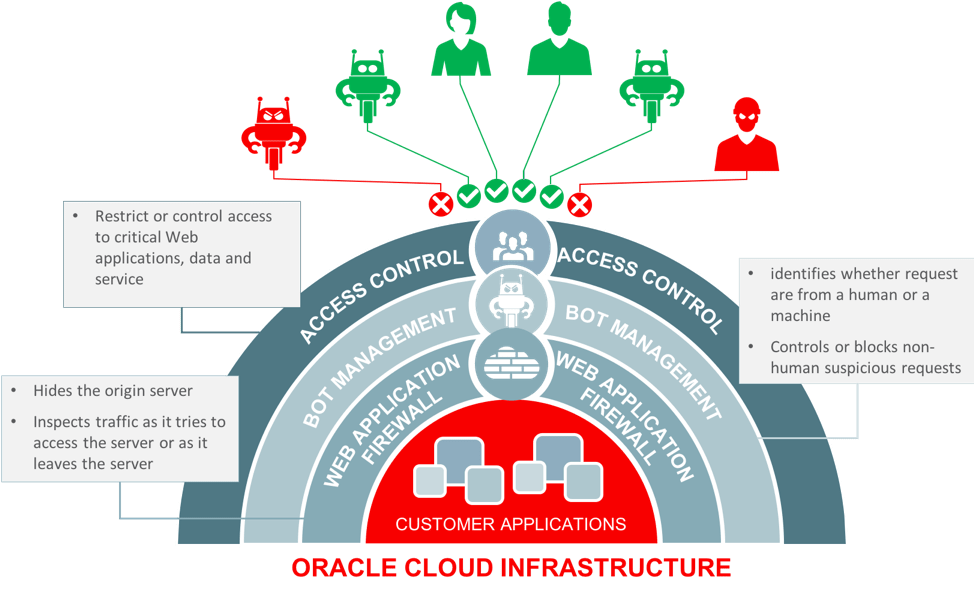 • Restrict or control access
to critical Web
applications, data and
service
ACCESS CONTROL
ACCESS CONTROL
• identifies whether request
are from a human or a
machine
• Controls or blocks non-
human suspicious requests
BOT MANAGEMENT
BOT MANAGEMENT
• Hides the origin server
• Inspects traffic as it tries to
access the server or as it
leaves the server
WEB APPLICATION
FIREWALL
WEB APPLICATION
FIREWALL
CUSTOMER APPLICATIONS
ORACLE CLOUD INFRASTRUCTURE